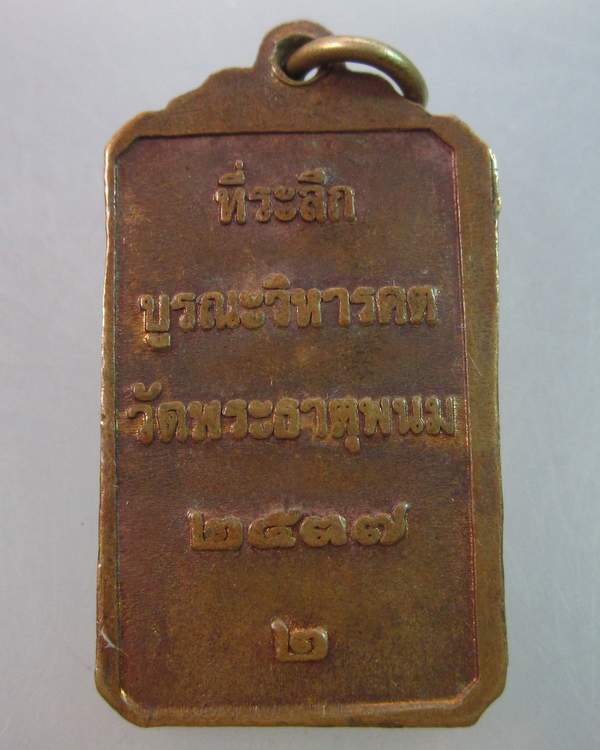 ที่ระลึก
บูรณะวิหารคต
วัดพระธาตุพนม
๒๕๓๗
๒